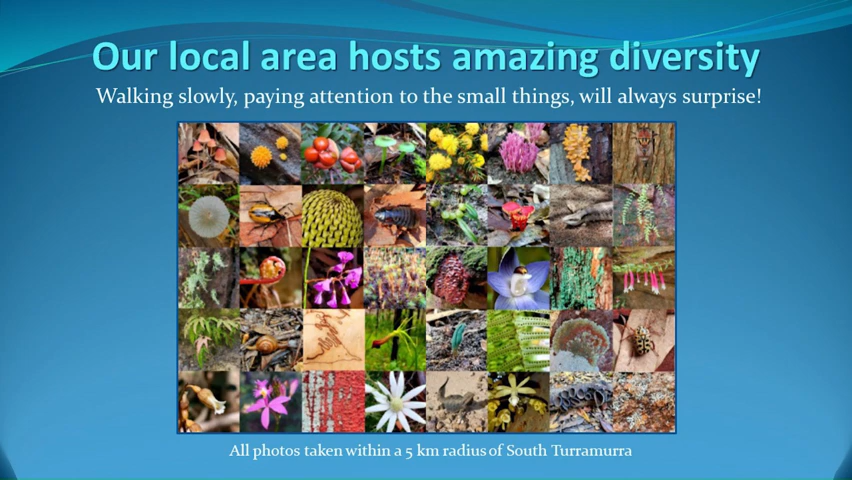 Our local area hosts amazing diversity
Walking slowly, paying attention to the small things, will always surprise!
All photos taken within a 5 km radius of South Turramurra